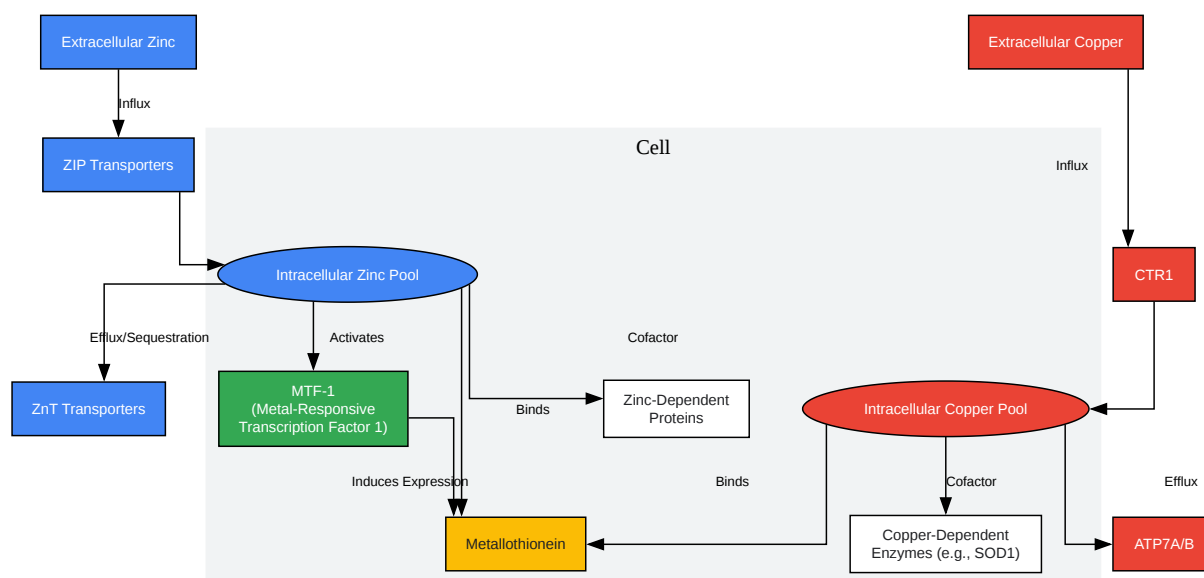 Extracellular Zinc
Extracellular Copper
Influx
Cell
ZIP Transporters
Influx
Intracellular Zinc Pool
CTR1
Efflux/Sequestration
Activates
Cofactor
ZnT Transporters
MTF-1
(Metal-Responsive
Transcription Factor 1)
Binds
Zinc-Dependent
Proteins
Intracellular Copper Pool
Induces Expression
Binds
Cofactor
Efflux
Metallothionein
Copper-Dependent
Enzymes (e.g., SOD1)
ATP7A/B